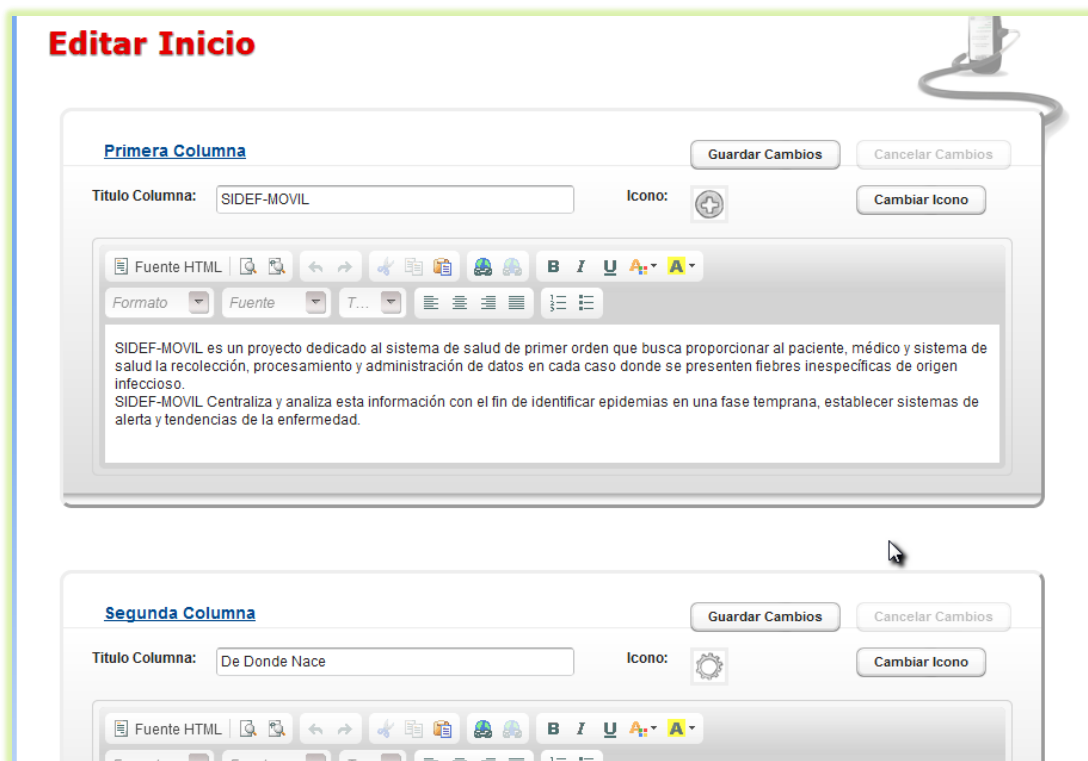 Editar Inicio
Primera Columna
Guardar Cambios
Cancelar Cambios
Titulo Columna:
SIDEF-MOVIL
Icono:
Cambiar Icono
Fuente HTML
B I U A A
Formato
Fuente
T...
SIDEF-MOVIL es un proyecto dedicado al sistema de salud de primer orden que busca proporcionar al paciente, médico y sistema de
salud la recolección, procesamiento y administración de datos en cada caso donde se presenten fiebres inespecíficas de origen
infeccioso.
SIDEF-MOVIL Centraliza y analiza esta información con el fin de identificar epidemias en una fase temprana, establecer sistemas de
alerta y tendencias de la enfermedad.
Segunda Columna
Guardar Cambios
Cancelar Cambios
Titulo Columna:
De Donde Nace
Icono:
Cambiar Icono
Fuente HTML
B I U A A